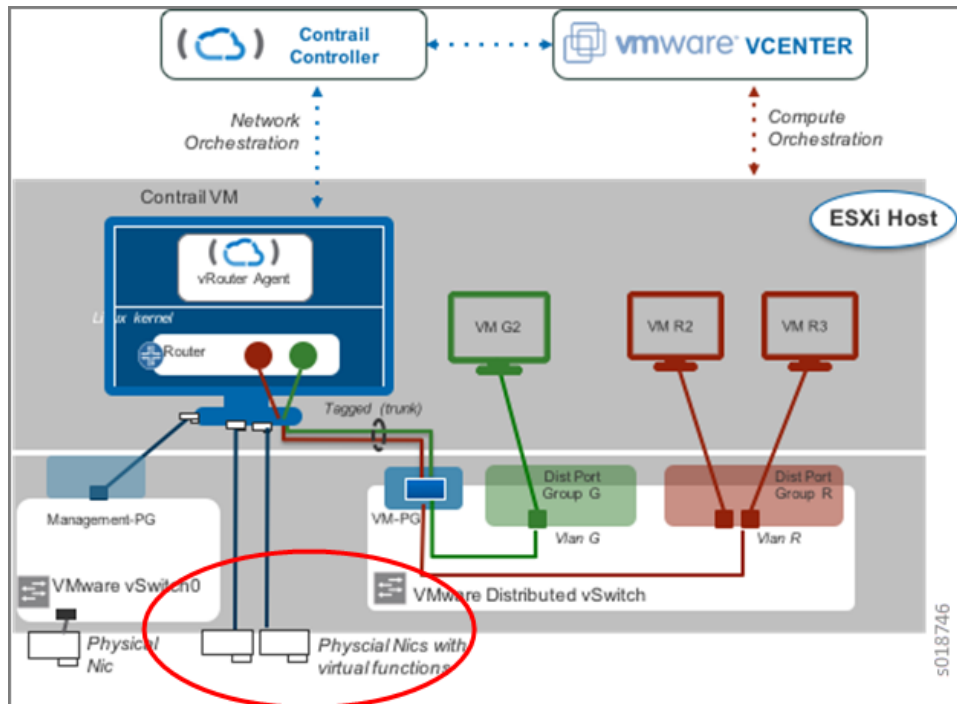 Contrail
Controller
vmware VCENTER
Network
Orchestration
Compute
Orchestration
Contrail VM
ESXi Host
vRouter Agent
Linux kernel
Router
VM G2
VM R2
VM R3
Tagged (trunk)
Dist Port
Group G
Dist Port
Group R
Management-PG
VM-PG
Vlan G
Vlan R
VMware vSwitch0
VMware Distributed vSwitch
Physical
Nic
Physcial Nics with
virtual functions
s018746